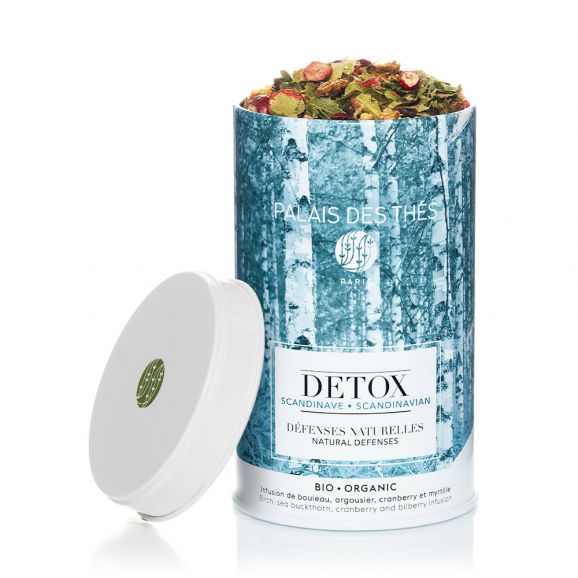 PALAIS DES THÉS
PARIS
DETOX
SCANDINAVE • SCANDINAVIAN
DÉFENSES NATURELLES
NATURAL DEFENSES
BIO • ORGANIC
Infusion de bouleau, argousier, cranberry et myrtille
Birch, sea buckthorn, cranberry and bilberry infusion